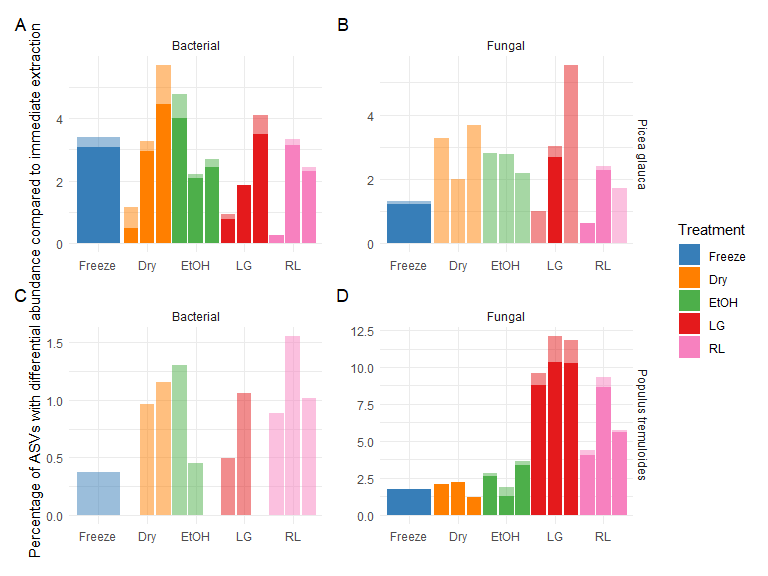 Percentage of ASVs with differential abundance compared to immediate extraction
A
Bacterial
4
2
0
Freeze Dry EtOH LG RL
B
Fungal
4
2
0
Freeze Dry EtOH LG RL
Picea glauca
C
Bacterial
1.5
1.0
0.5
0.0
Freeze Dry EtOH LG RL
D
Fungal
12.5
10.0
7.5
5.0
2.5
0.0
Freeze Dry EtOH LG RL
Populus tremuloides
Treatment
Freeze
Dry
EtOH
LG
RL